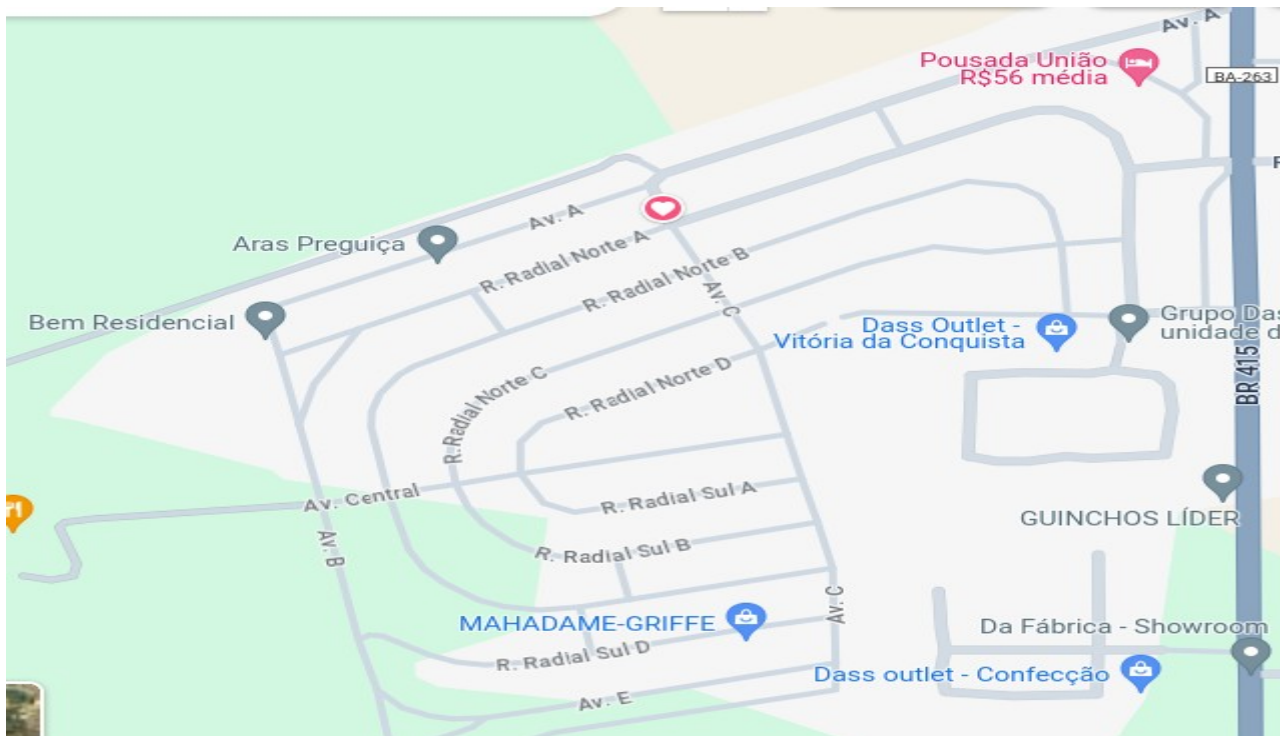 Av. A
Pousada União
R$56 média
BA-263
Av. A
Aras Preguiça
R. Radial Norte A
R. Radial Norte B
Av. C
Bem Residencial
Dass Outlet -
Vitória da Conquista
Grupo Das
unidade d
BR 415
R. Radial Norte C
R. Radial Norte D
Av. Central
R. Radial Sul A
GUINCHOS LÍDER
Av. B
R. Radial Sul B
Av. C
MAHADAME-GRIFFE
Da Fábrica - Showroom
R. Radial Sul D
Dass outlet - Confecção
Av. E